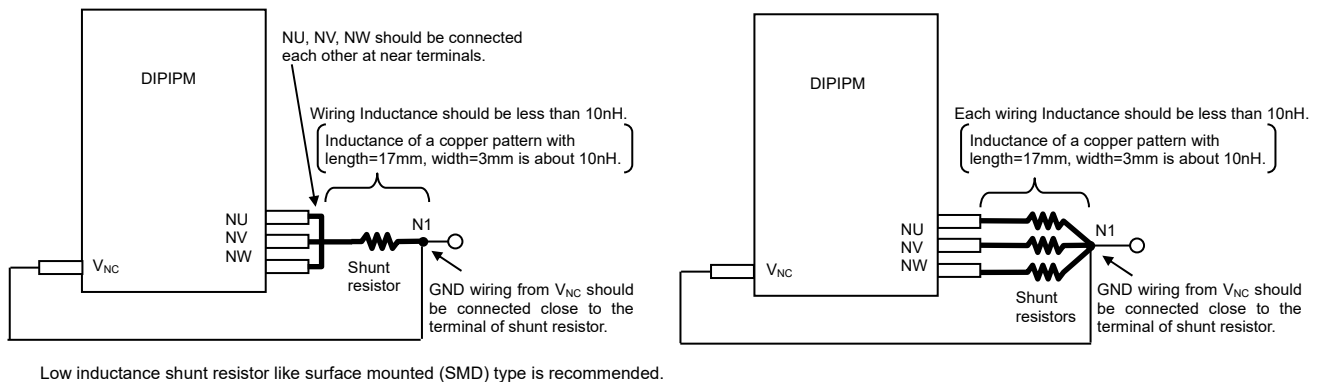 NU, NV, NW should be connected
each other at near terminals.
DIPIPM
Wiring Inductance should be less than 10nH.
Inductance of a copper pattern with
length=17mm, width=3mm is about 10nH.
NU
NV
NW
N1
VNC
Shunt
resistor
GND wiring from VNC should
be connected close to the
terminal of shunt resistor.
DIPIPM
Each wiring Inductance should be less than 10nH.
Inductance of a copper pattern with
length=17mm, width=3mm is about 10nH.
NU
NV
NW
N1
VNC
Shunt
resistors
GND wiring from VNC should
be connected close to the
terminal of shunt resistor.
Low inductance shunt resistor like surface mounted (SMD) type is recommended.